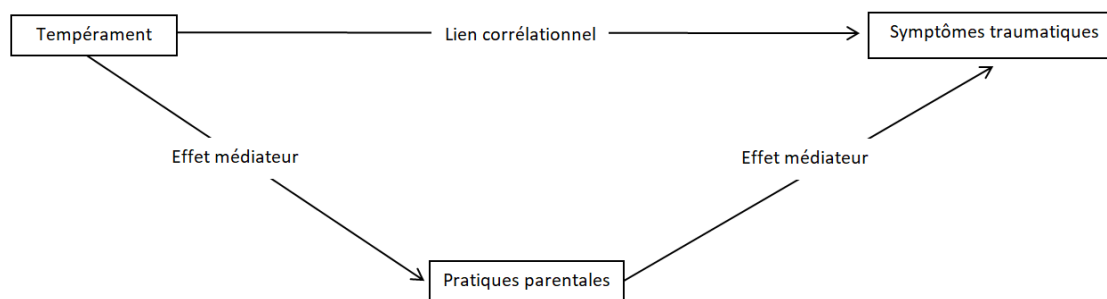 Tempérament
Lien corrélationnel
Symptômes traumatiques
Effet médiateur
Effet médiateur
Pratiques parentales